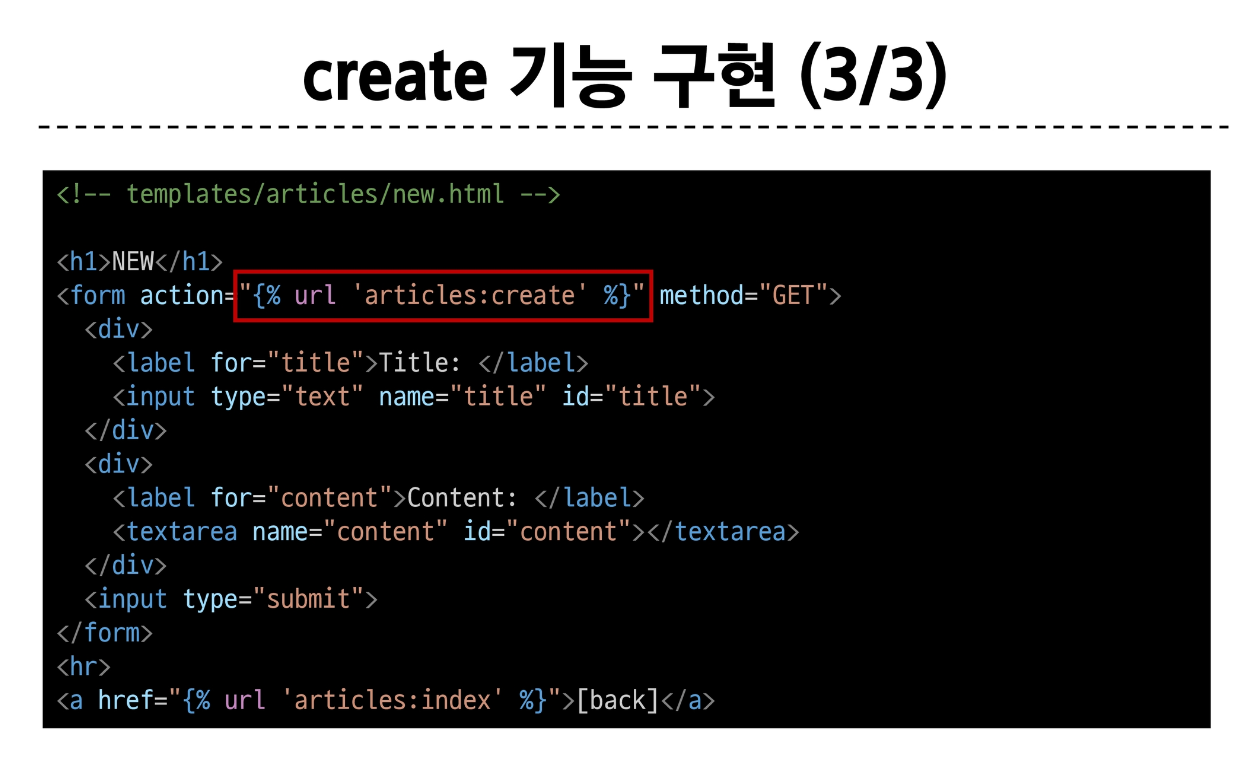 create 기능 구현 (3/3)
<!-- templates/articles/new.html -->
<h1>NEW</h1>
<form action="{% url 'articles:create' %}" method="GET">
<div>
<label for="title">Title: </label>
<input type="text" name="title" id="title">
</div>
<div>
<label for="content">Content: </label>
<textarea name="content" id="content"></textarea>
</div>
<input type="submit">
</form>
<hr>
<a href="{% url 'articles:index' %}">[back]</a>